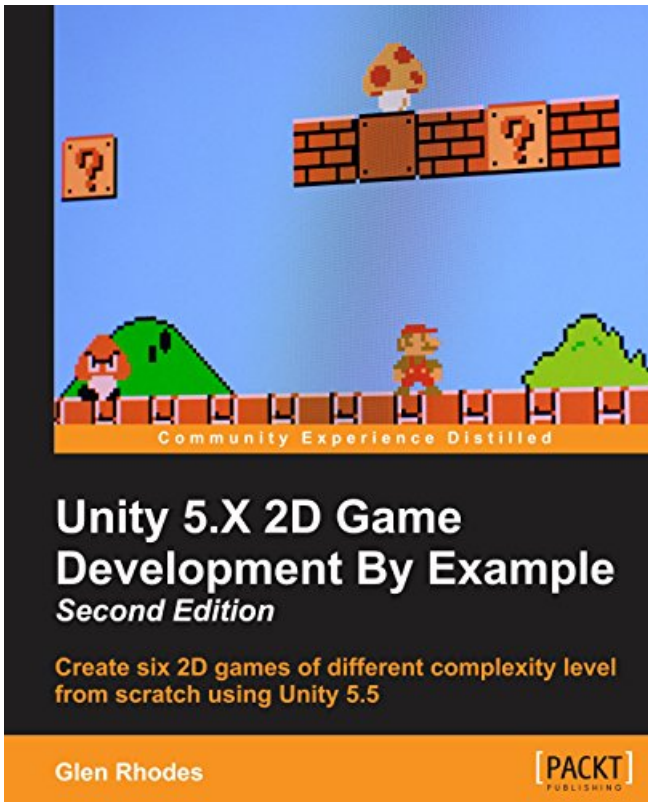 ?
?
Community Experience Distilled
Unity 5.X 2D Game
Development By Example
Second Edition
Create six 2D games of different complexity level
from scratch using Unity 5.5
Glen Rhodes
[PACKT]
PUBLISHING